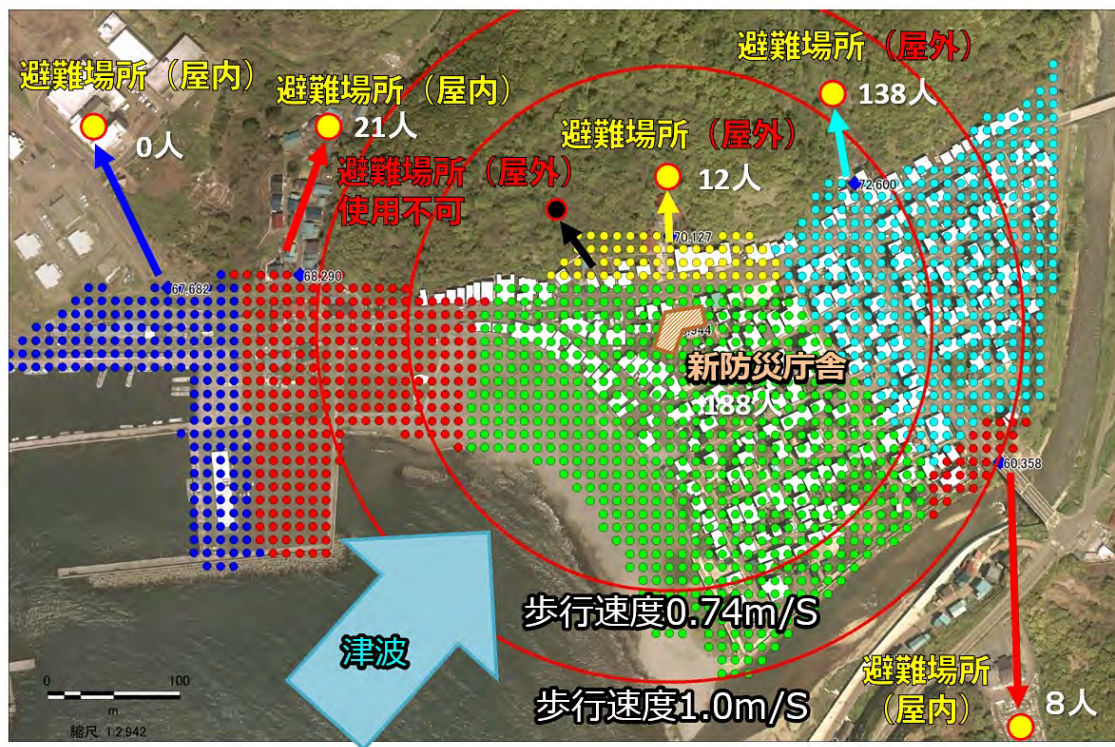 避難場所（屋外）
138人
避難場所（屋内）
0人
避難場所（屋内）
21人
避難場所（屋外）
12人
避難場所（屋外）
使用不可
72,600
70,127
67,682
68,290
944
新防災庁舎
188人
60,358
歩行速度0.74m/S
津波
歩行速度1.0m/S
避難場所
（屋内）
8人
0 100
m
縮尺 1:2,942